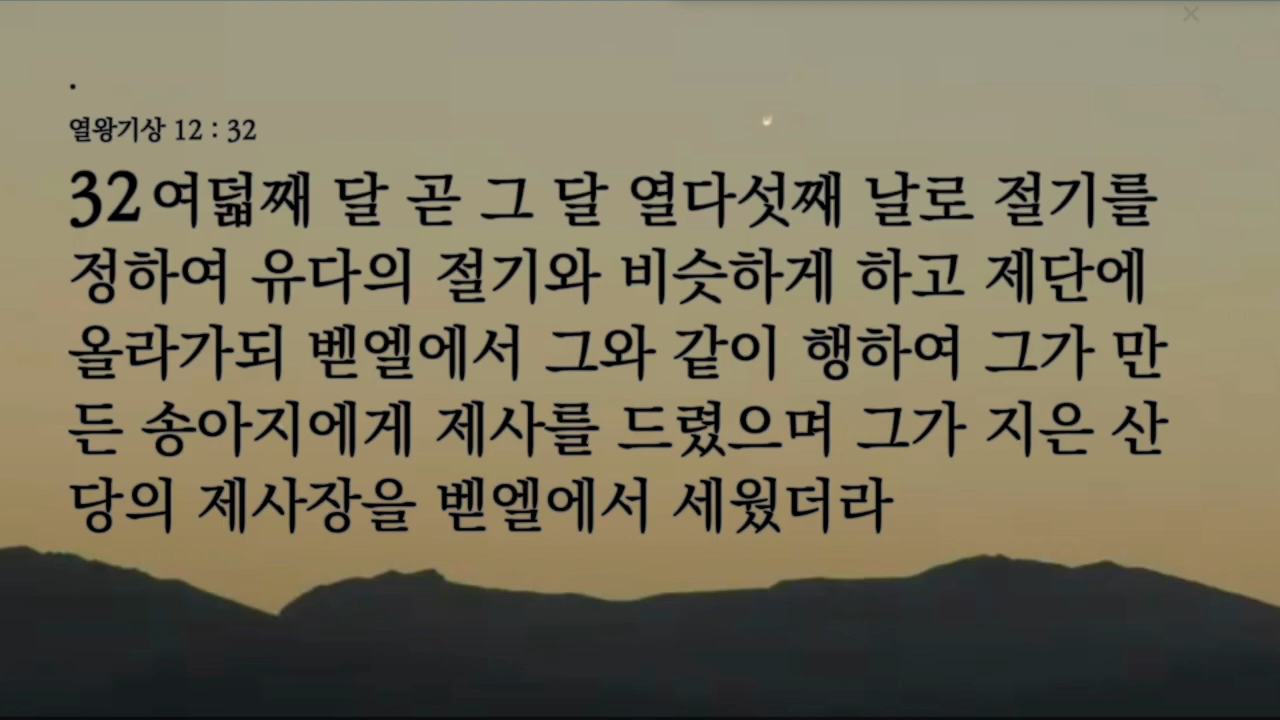 .
열왕기상 12 : 32
32 여덟째 달 곧 그 달 열다섯째 날로 절기를
정하여 유다의 절기와 비슷하게 하고 제단에
올라가되 벧엘에서 그와 같이 행하여 그가 만
든 송아지에게 제사를 드렸으며 그가 지은 산
당의 제사장을 벧엘에서 세웠더라